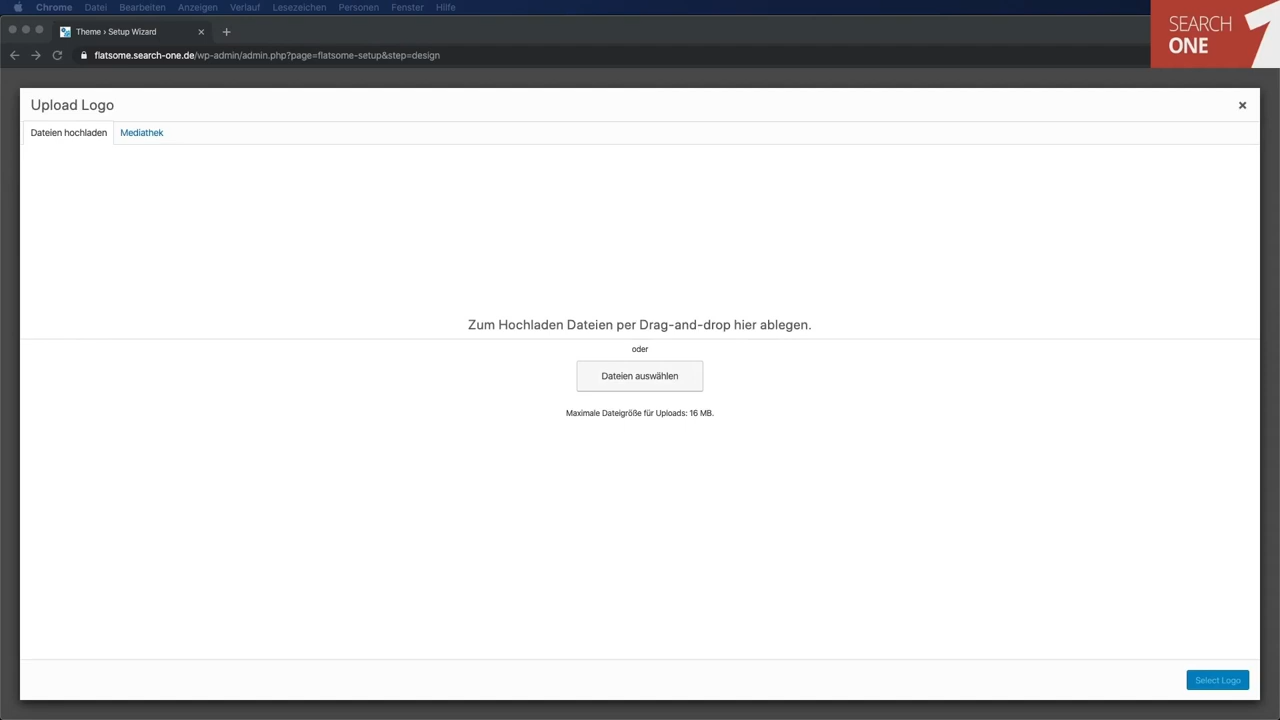 Chrome Datei Bearbeiten Anzeigen Verlauf Lesezeichen Personen Fenster Hilfe
Theme › Setup Wizard
flatsome.search-one.de/wp-admin/admin.php?page=flatsome-setup&step=design
SEARCH
ONE
1
Upload Logo
Dateien hochladen Mediathek
Zum Hochladen Dateien per Drag-and-drop hier ablegen.
oder
Dateien auswählen
Maximale Dateigröße für Uploads: 16 MB.
Select Logo